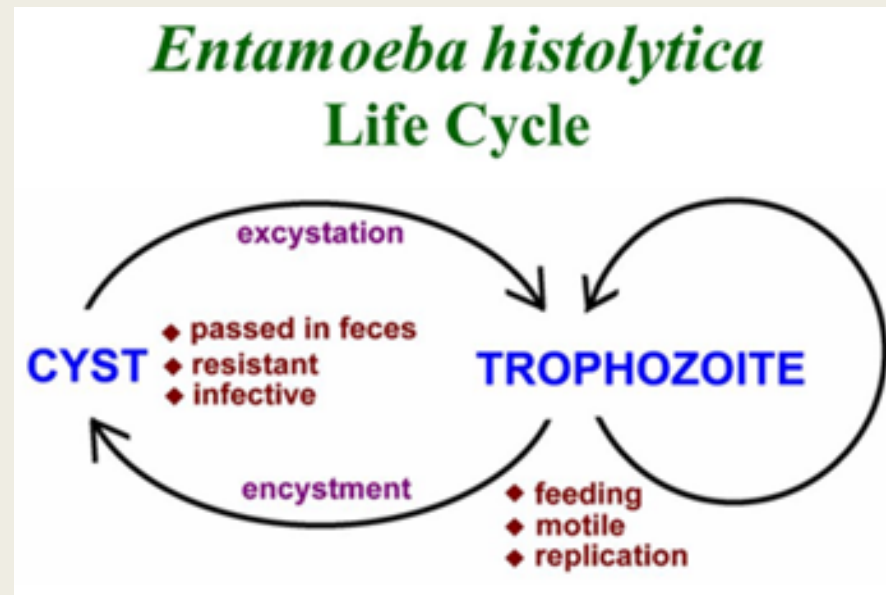 Entamoeba histolytica
Life Cycle
excystation
CYST
◆ passed in feces
◆ resistant
◆ infective
TROPHOZOITE
encystment
◆ feeding
◆ motile
◆ replication